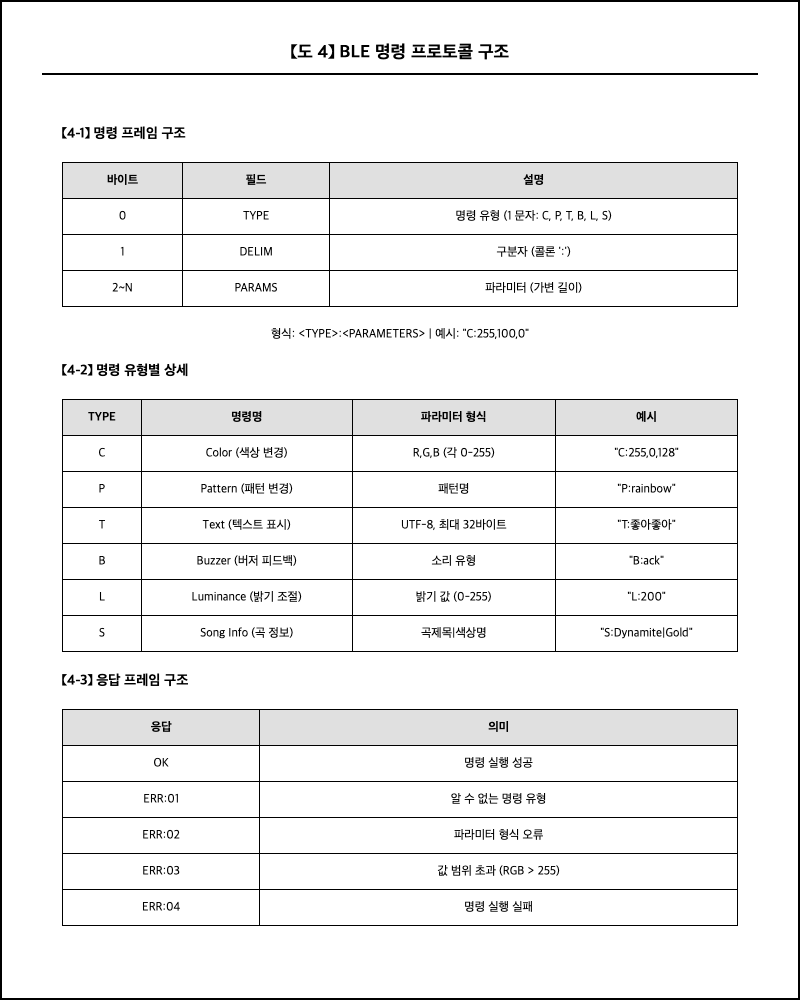 【도 4】 BLE 명령 프로토콜 구조
【4-1】 명령 프레임 구조
바이트 필드 설명
0 TYPE 명령 유형 (1 문자: C, P, T, B, L, S)
1 DELIM 구분자 (콜론 ':')
2~N PARAMS 파라미터 (가변 길이)
형식: <TYPE>:<PARAMETERS> | 예시: "C:255,100,0"
【4-2】 명령 유형별 상세
TYPE 명령명 파라미터 형식 예시
C Color (색상 변경) R,G,B (각 0-255) "C:255,0,128"
P Pattern (패턴 변경) 패턴명 "P:rainbow"
T Text (텍스트 표시) UTF-8, 최대 32바이트 "T:좋아좋아"
B Buzzer (버저 피드백) 소리 유형 "B:ack"
L Luminance (밝기 조절) 밝기 값 (0-255) "L:200"
S Song Info (곡 정보) 곡제목|색상명 "S:Dynamite|Gold"
【4-3】 응답 프레임 구조
응답 의미
OK 명령 실행 성공
ERR:01 알 수 없는 명령 유형
ERR:02 파라미터 형식 오류
ERR:03 값 범위 초과 (RGB > 255)
ERR:04 명령 실행 실패